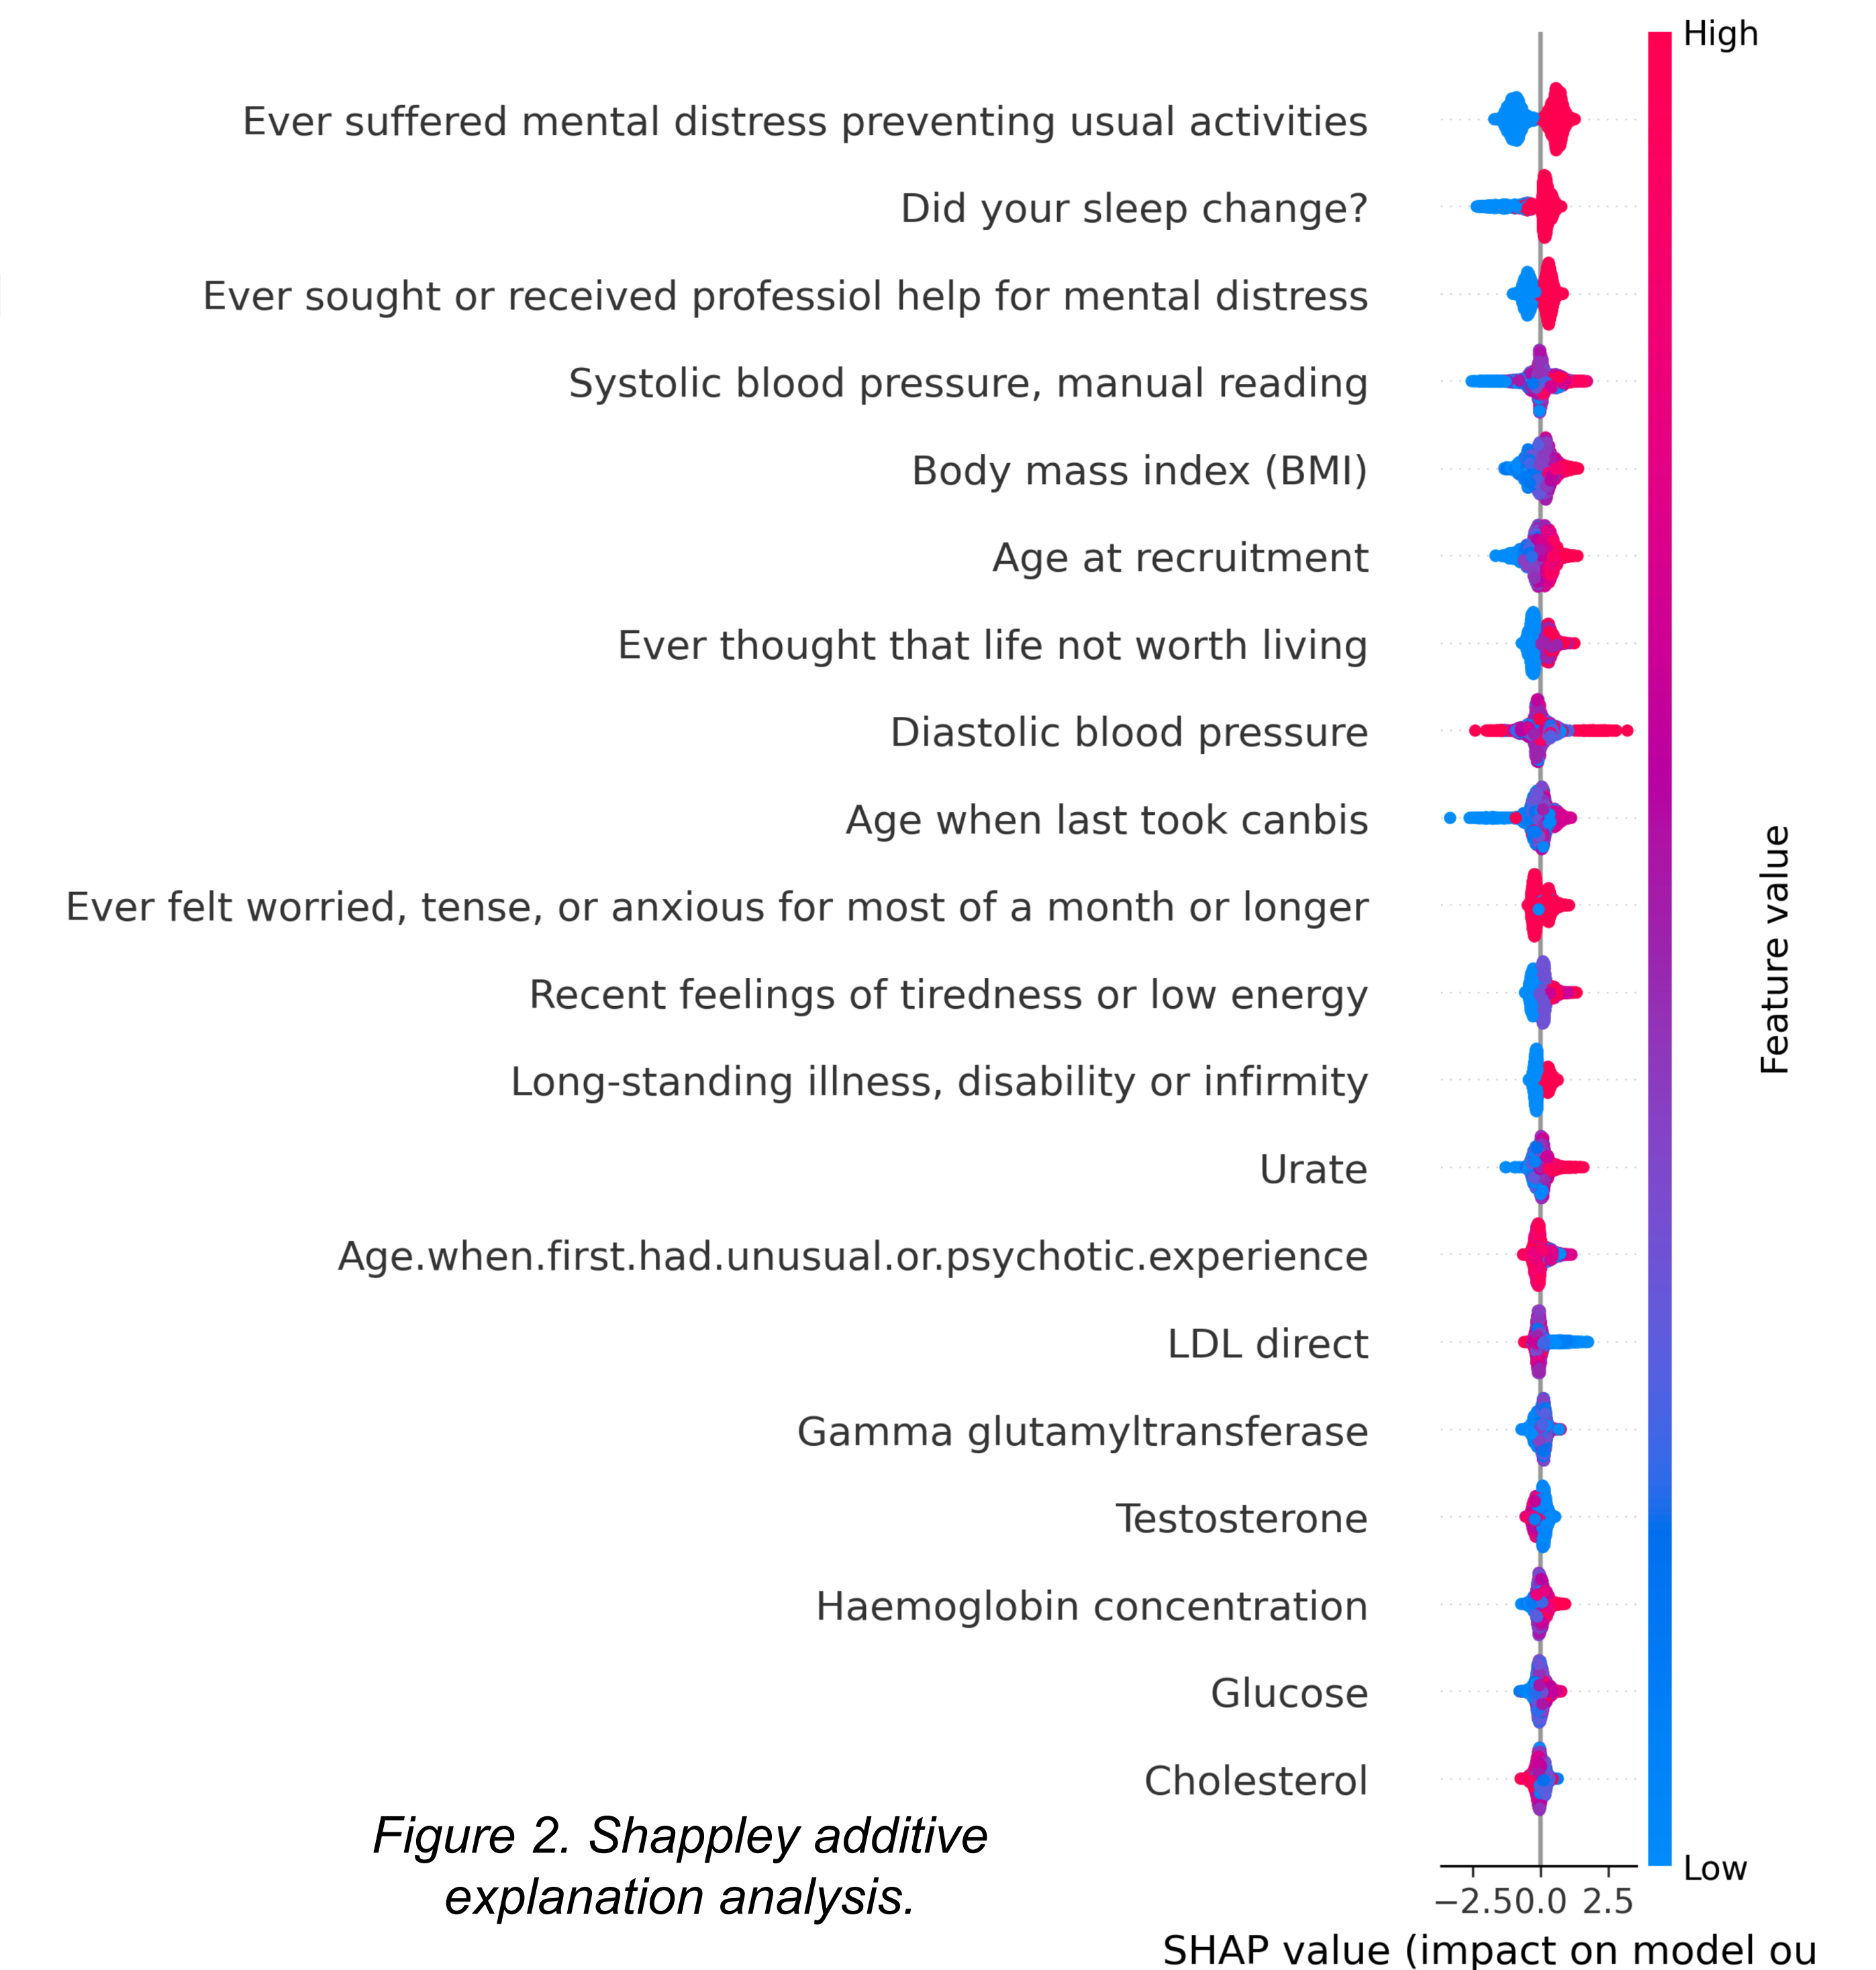 High
Ever suffered mental distress preventing usual activities
Did your sleep change?
Ever sought or received professiol help for mental distress
Systolic blood pressure, manual reading
Body mass index (BMI)
Age at recruitment
Ever thought that life not worth living
Diastolic blood pressure
Age when last took canbis
Ever felt worried, tense, or anxious for most of a month or longer
Recent feelings of tiredness or low energy
Long-standing illness, disability or infirmity
Urate
Age.when.first.had.unusual.or.psychotic.experience
LDL direct
Gamma glutamyltransferase
Testosterone
Haemoglobin concentration
Glucose
Cholesterol
Feature value
Low
−2.5 0.0 2.5
SHAP value (impact on model ou
Figure 2. Shappley additive
explanation analysis.